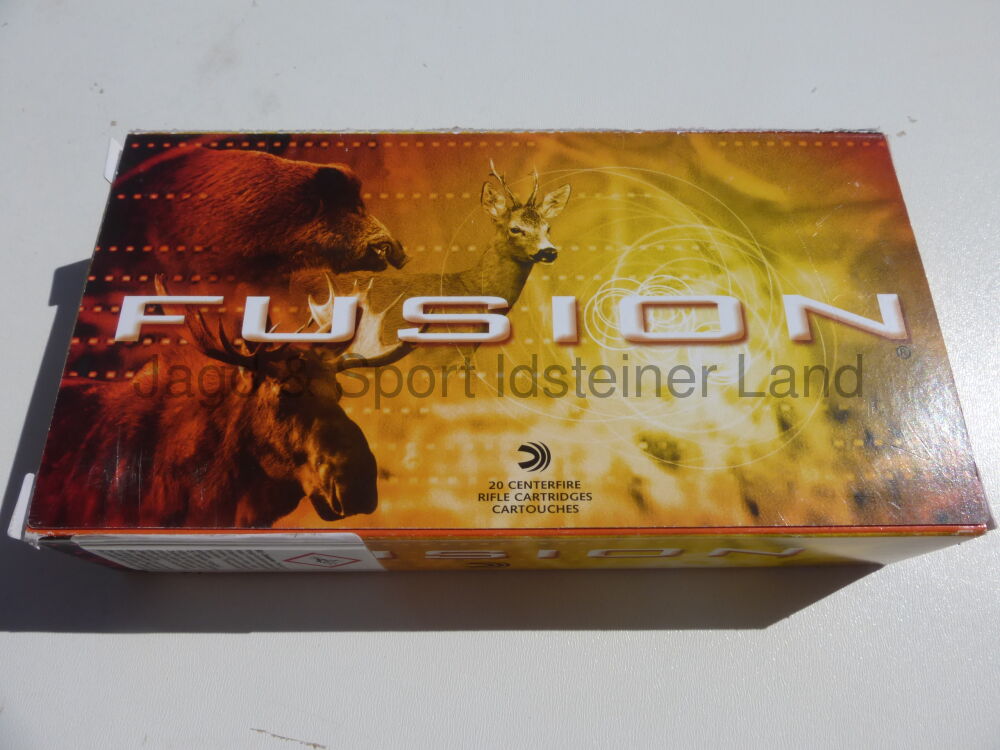 FUSION
®
Jagd & Sport Idsteiner Land
20 CENTERFIRE
RIFLE CARTRIDGES
CARTOUCHES
FUSION